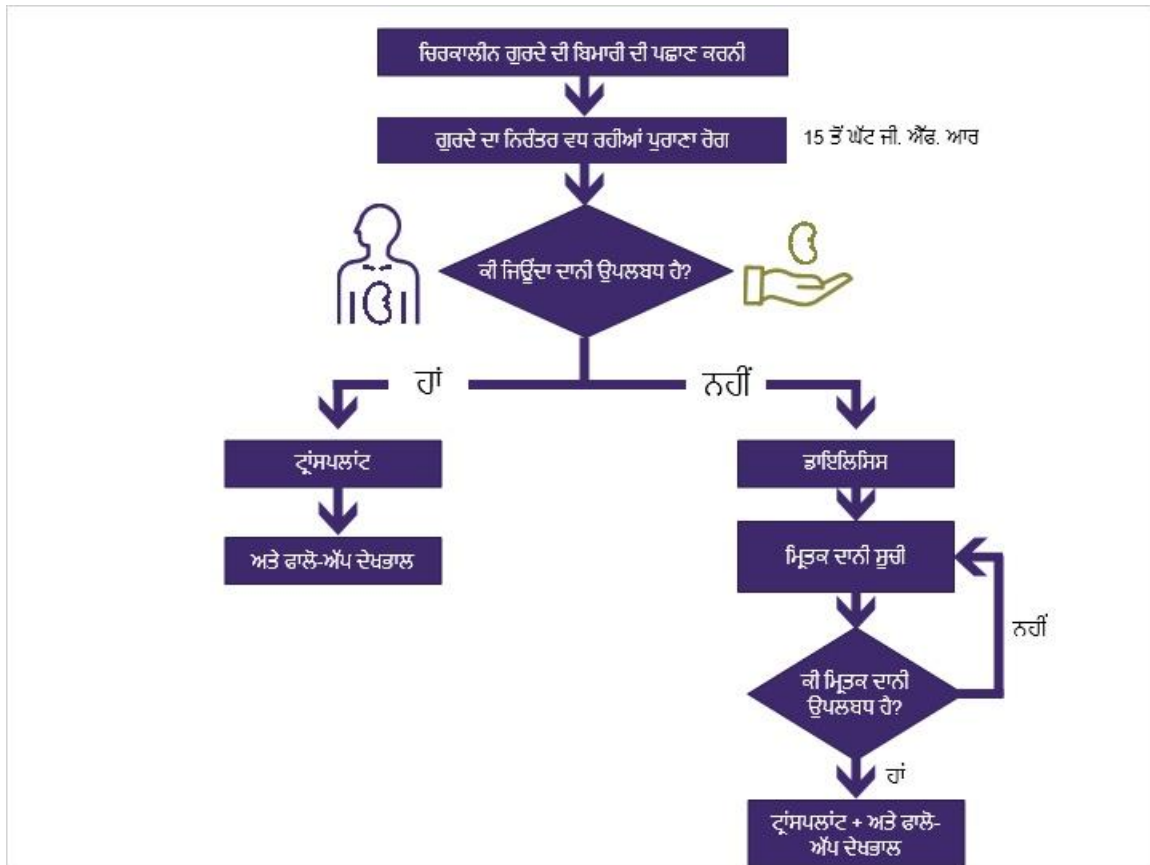 ਚਿਰਕਾਲੀਨ ਗੁਰਦੇ ਦੀ ਬਿਮਾਰੀ ਦੀ ਪਛਾਣ ਕਰਨੀ
ਗੁਰਦੇ ਦਾ ਨਿਰੰਤਰ ਵਧ ਰਹੀਆਂ ਪੁਰਾਣਾ ਰੋਗ
15 ਤੋਂ ਘੱਟ ਜੀ. ਐੱਫ. ਆਰ
ਕੀ ਜਿਊਂਦਾ ਦਾਨੀ ਉਪਲਬਧ ਹੈ?
ਹਾਂ
ਨਹੀਂ
ਟ੍ਰਾਂਸਪਲਾਂਟ
ਡਾਇਲਿਸਿਸ
ਅਤੇ ਫਾਲੋ-ਅੱਪ ਦੇਖਭਾਲ
ਮ੍ਰਿਤਕ ਦਾਨੀ ਸੂਚੀ
ਨਹੀਂ
ਕੀ ਮ੍ਰਿਤਕ ਦਾਨੀ
ਉਪਲਬਧ ਹੈ?
ਹਾਂ
ਟ੍ਰਾਂਸਪਲਾਂਟ + ਅਤੇ ਫਾਲੋ-
ਅੱਪ ਦੇਖਭਾਲ